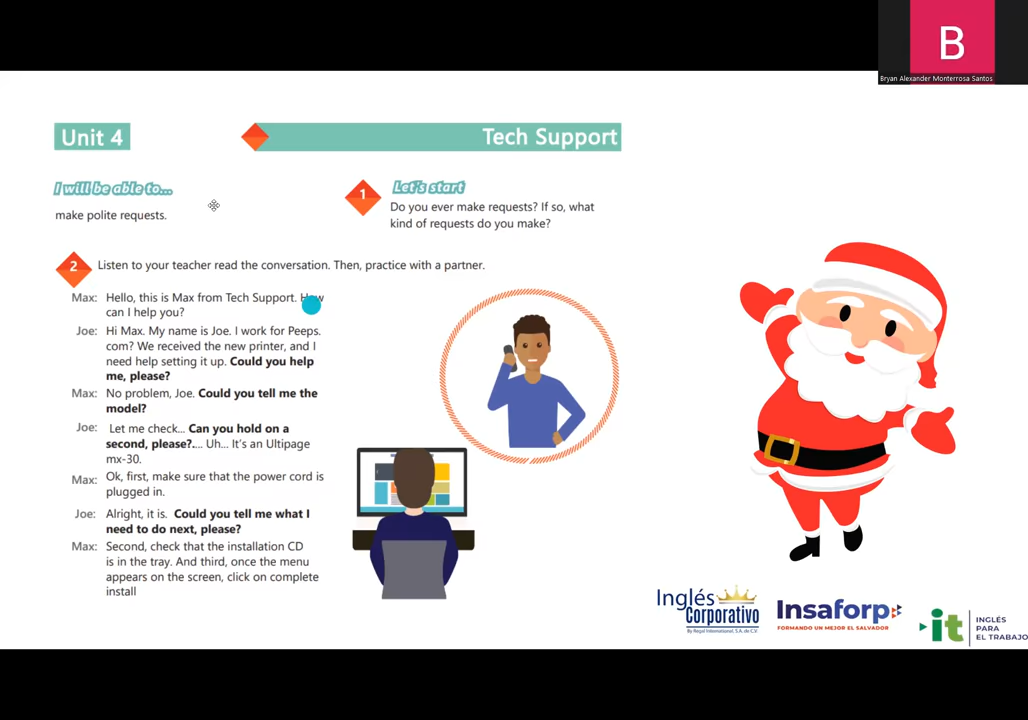 B
Bryan Alexander Monterrosa Santos
Unit 4
Tech Support
I will be able to...
make polite requests.
1
Let's start
Do you ever make requests? If so, what
kind of requests do you make?
2
Listen to your teacher read the conversation. Then, practice with a partner.
Max: Hello, this is Max from Tech Support. How
can I help you?
Joe: Hi Max. My name is Joe. I work for Peeps.
com? We received the new printer, and I
need help setting it up. Could you help
me, please?
Max: No problem, Joe. Could you tell me the
model?
Joe: Let me check... Can you hold on a
second, please?.... Uh... It's an Ultipage
mx-30.
Max: Ok, first, make sure that the power cord is
plugged in.
Joe: Alright, it is. Could you tell me what I
need to do next, please?
Max: Second, check that the installation CD
is in the tray. And third, once the menu
appears on the screen, click on complete
install
Inglés
Corporativo
By Royal International, S.A. de C.V.
Insaforp
FORMANDO UN MEJOR EL SALVADOR
it
INGLÉS
PARA
EL TRABAJO